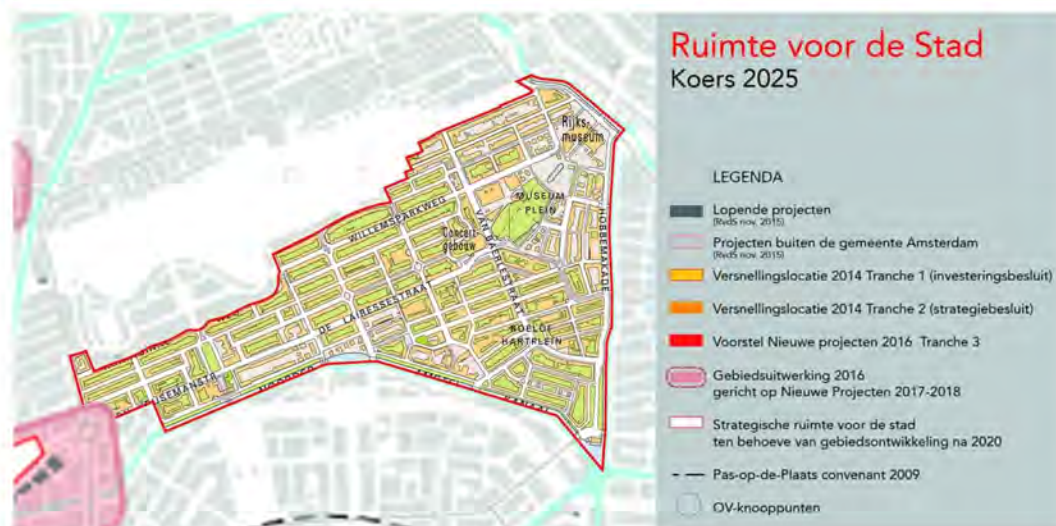 Ruimte voor de Stad
Koers 2025
LEGENDA
Lopende projecten
(RvdS nov. 2015)
Projecten buiten de gemeente Amsterdam
(RvdS nov. 2015)
Versnellingslocatie 2014 Tranche 1 (investeringsbesluit)
Versnellingslocatie 2014 Tranche 2 (strategiebesluit)
Voorstel Nieuwe projecten 2016 Tranche 3
Gebiedsuitwerking 2016
gericht op Nieuwe Projecten 2017-2018
Strategische ruimte voor de stad
ten behoeve van gebiedsontwikkeling na 2020
Pas-op-de-Plaats convenant 2009
OV-knooppunten
Rijks-
museum
MUSEUM
PLEIN
WILLEMSPARKWEG
Concert-
gebouw
VAN BAERLESTRAAT
HOBBEMAKADE
DE LAIRESSESTRAAT
ROELOF
HARTPLEIN
NOORDER
AMSTEL
KANAAL